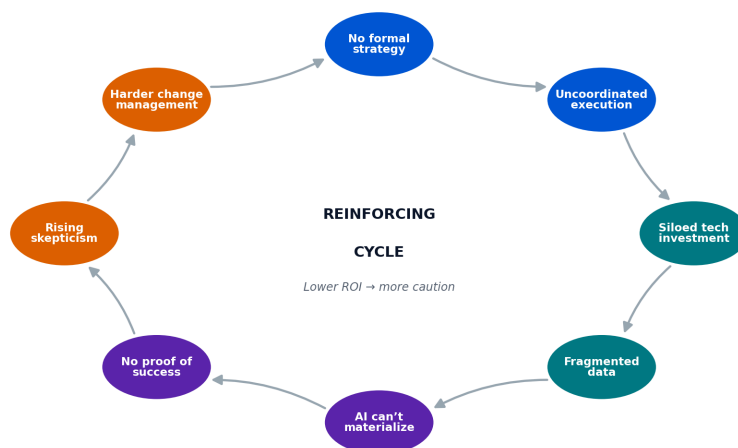 No formal
strategy
Uncoordinated
execution
Siloed tech
investment
Fragmented
data
AI can’t
materialize
No proof of
success
Rising
skepticism
Harder change
management
REINFORCING
CYCLE
Lower ROI → more caution